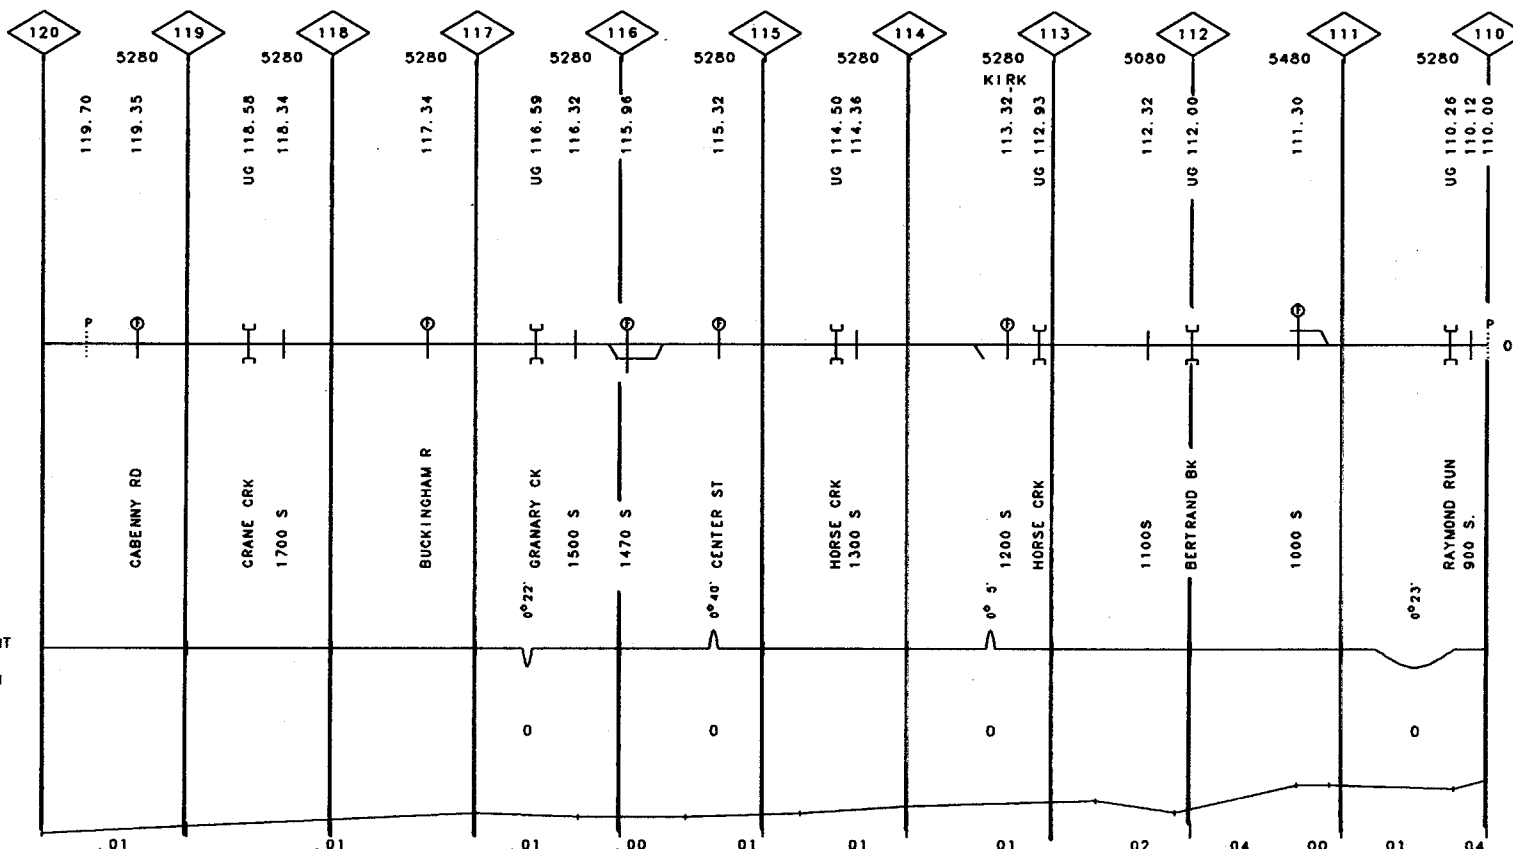 120 119 118 117 116 115 114 113 112 111 110
5280 5280 5280 5280 5280 5280 5280 5080 5480 5280
KIRK
119.70
119.35
UG 118.58
118.34
117.34
UG 116.59
116.32
115.96
115.32
UG 114.50
114.36
113.32
UG 112.93
112.32
UG 112.00
111.30
UG 110.26
110.12
110.00
P F F F F F F F P
0
CABENNY RD
CRANE CRK
1700 S
BUCKINGHAM R
GRANARY CK
1500 S
1470 S
CENTER ST
HORSE CRK
1300 S
1200 S
HORSE CRK
1100S
BERTRAND BK
1000 S
RAYMOND RUN
900 S.
0°22' 0°40' 0° 5' 0°23'
0 0 0 0
.01 .01 .01 .00 .01 .01 .01 .02 .04 .00 .01 .04